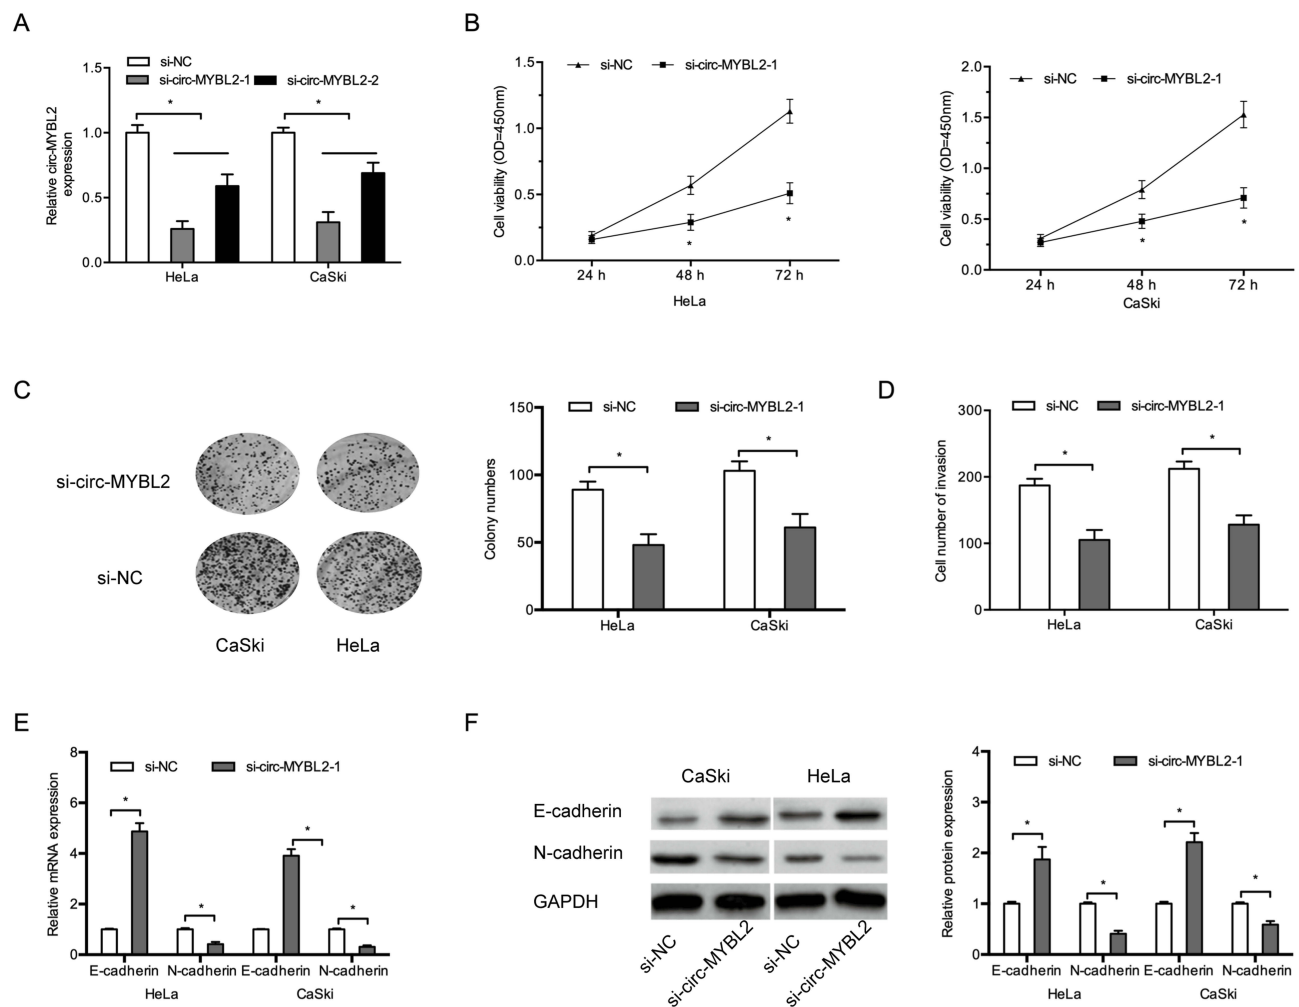 A
si-NC
si-circ-MYBL2-1 si-circ-MYBL2-2
Relative circ-MYBL2
expression
1.5
1.0
0.5
0.0
* *
HeLa CaSki
B
si-NC si-circ-MYBL2-1
Cell viability (OD=450nm)
1.5
1.0
0.5
0.0
* *
24 h 48 h 72 h
HeLa
si-NC si-circ-MYBL2-1
Cell viability (OD=450nm)
2.0
1.5
1.0
0.5
0.0
* *
24 h 48 h 72 h
CaSki
C
si-circ-MYBL2
si-NC
CaSki HeLa
si-NC si-circ-MYBL2-1
Colony numbers
150
100
50
0
* *
HeLa CaSki
D
si-NC si-circ-MYBL2-1
Cell number of invasion
300
200
100
0
* *
HeLa CaSki
E
si-NC si-circ-MYBL2-1
Relative mRNA expression
8
6
4
2
0
* * * *
E-cadherin N-cadherin E-cadherin N-cadherin
HeLa CaSki
F
CaSki HeLa
E-cadherin
N-cadherin
GAPDH
si-NC si-circ-MYBL2 si-NC si-circ-MYBL2
si-NC si-circ-MYBL2-1
Relative protein expression
4
3
2
1
0
* * * *
E-cadherin N-cadherin E-cadherin N-cadherin
HeLa CaSki